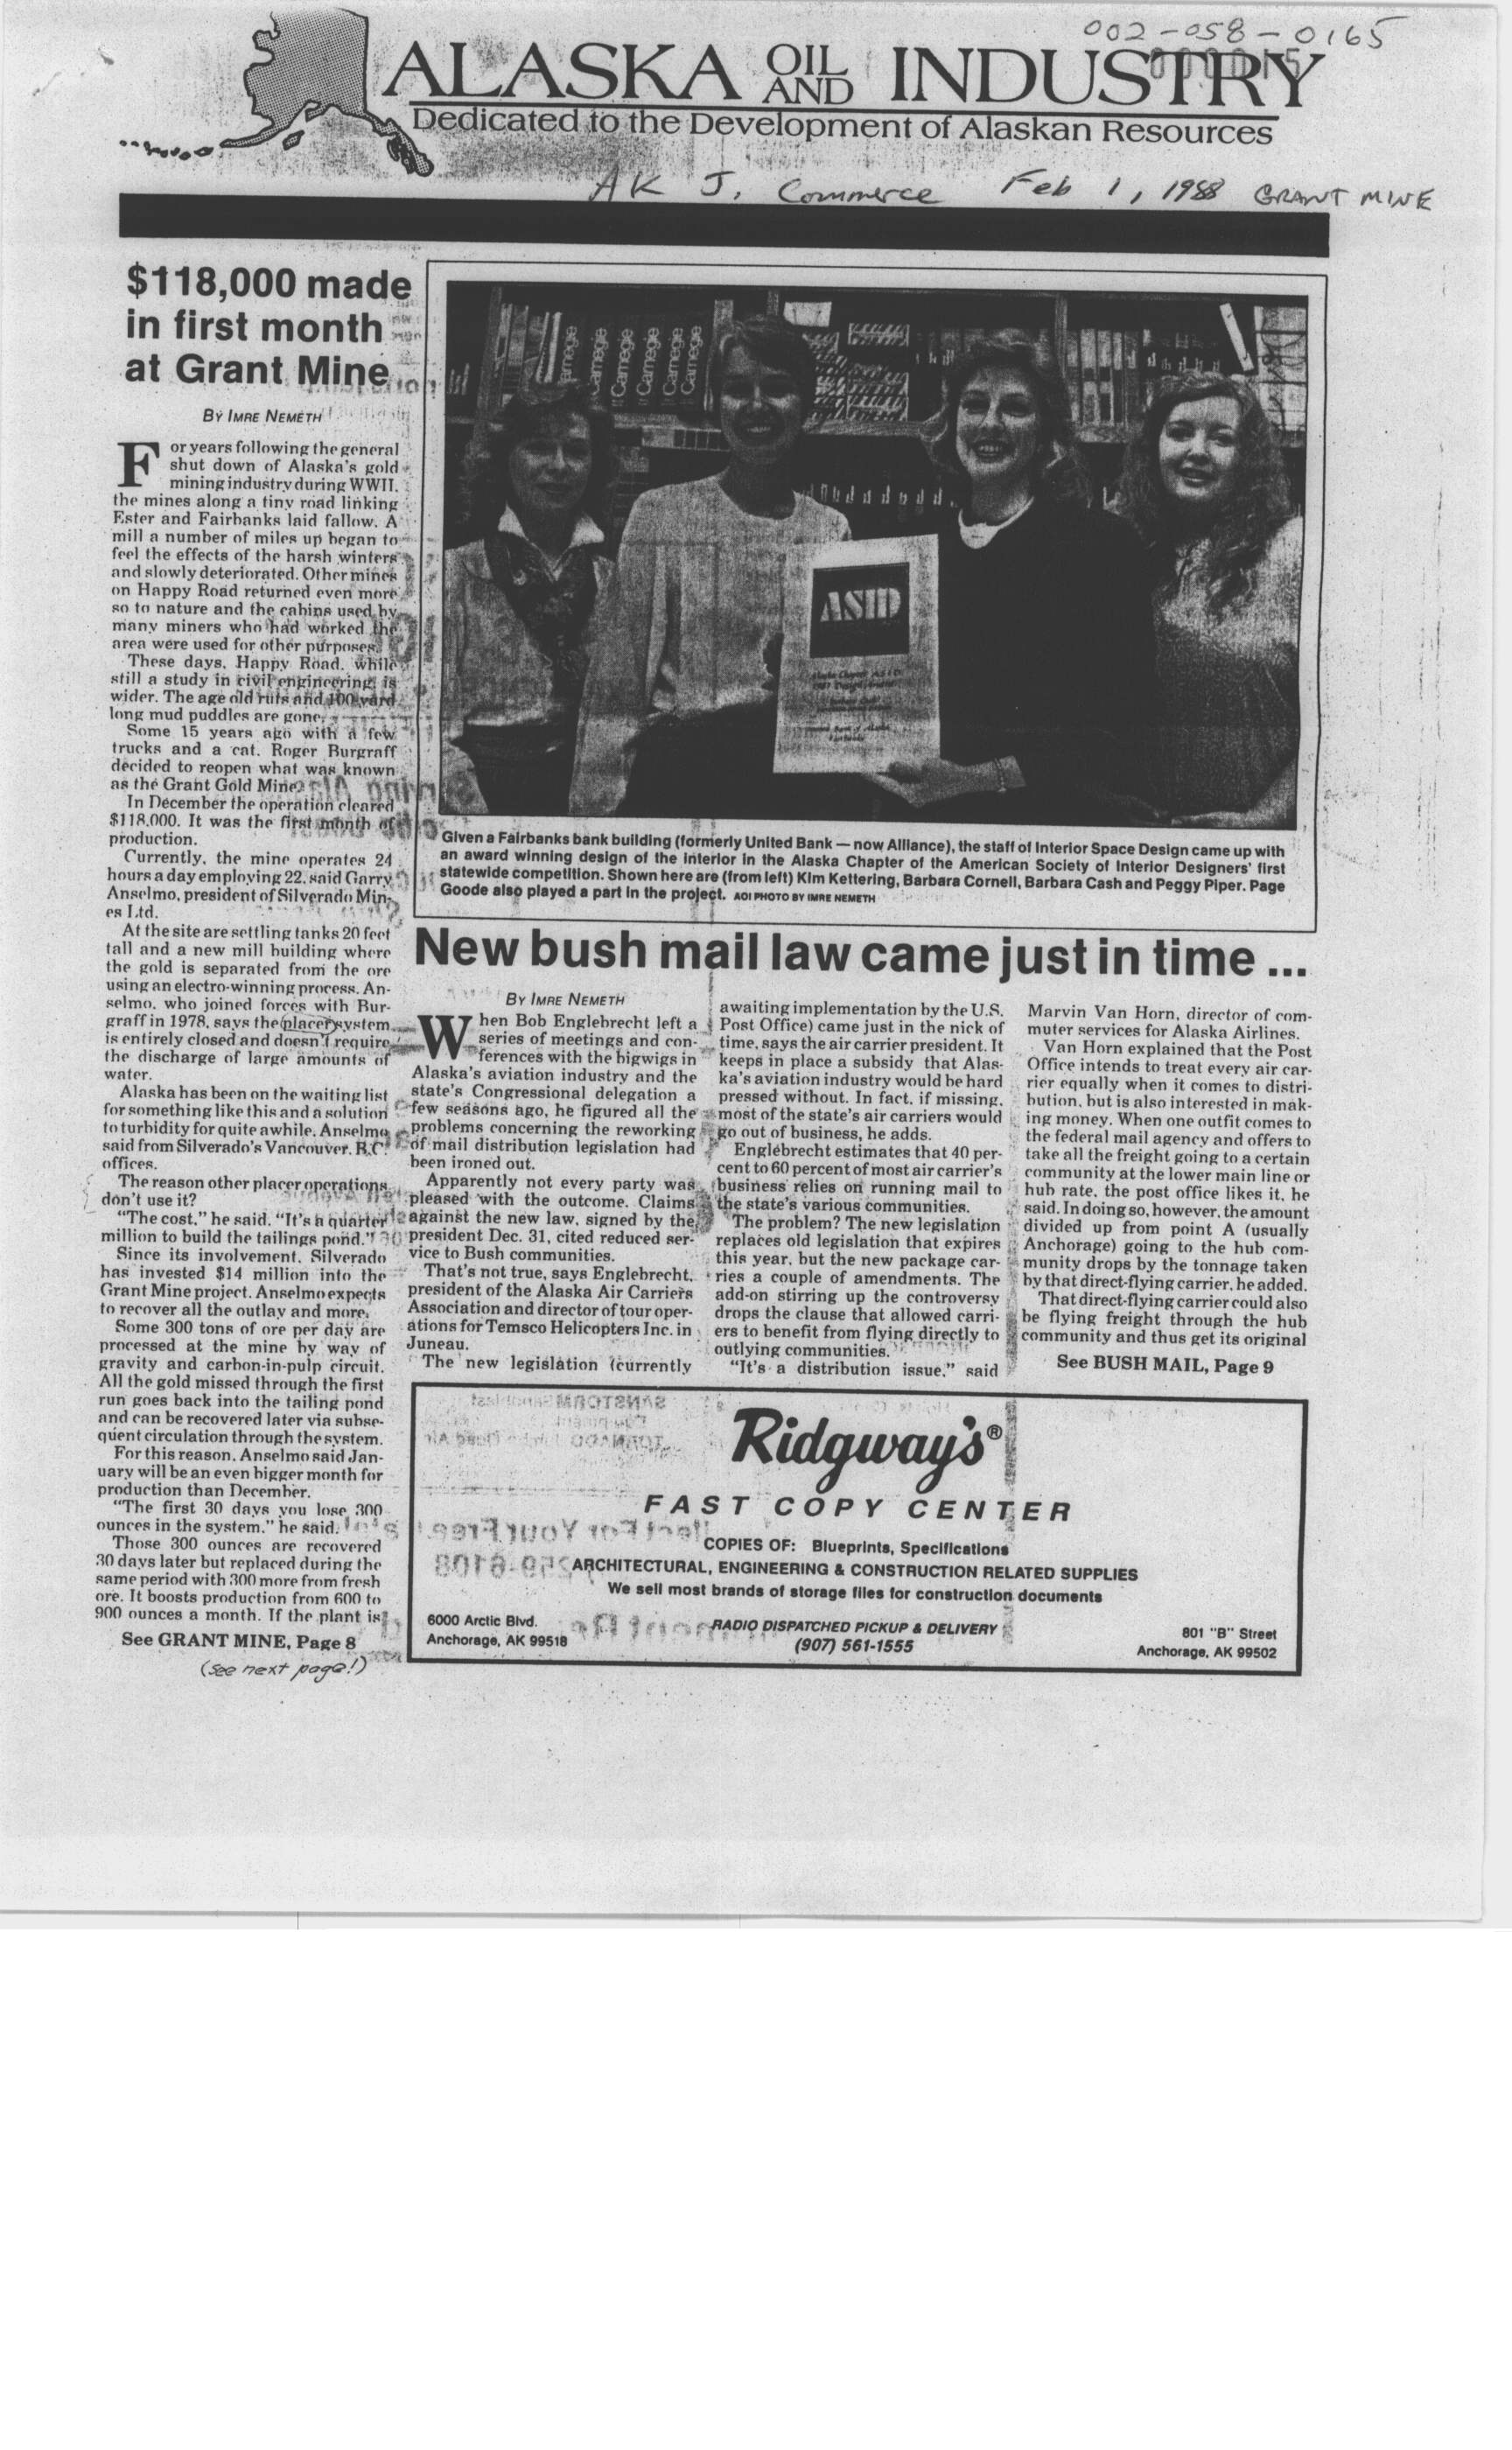 002-058-0165
ALASKA OIL AND INDUSTRY
Dedicated to the Development of Alaskan Resources
AK J. Commerce Feb 1, 1988 GRANT MINE
$118,000 made
in first month
at Grant Mine
BY IMRE NEMETH
For years following the general
shut down of Alaska's gold
mining industry during WWII,
the mines along a tiny road linking
Ester and Fairbanks laid fallow. A
mill a number of miles up began to
feel the effects of the harsh winters
and slowly deteriorated. Other mines
on Happy Road returned even more
so to nature and the cabins used by
many miners who had worked the
area were used for other purposes.
These days, Happy Road, while
still a study in civil engineering, is
wider. The age old ruts and 100-yard
long mud puddles are gone.
Some 15 years ago with a few
trucks and a cat, Roger Burgraff
decided to reopen what was known
as the Grant Gold Mine.
In December the operation cleared
$118,000. It was the first month of
production.
Currently, the mine operates 24
hours a day employing 22, said Garry
Anselmo, president of Silverado Min-
es Ltd.
At the site are settling tanks 20 feet
tall and a new mill building where
the gold is separated from the ore
using an electro-winning process. An-
selmo, who joined forces with Bur-
graff in 1978, says the placer system
is entirely closed and doesn't require
the discharge of large amounts of
water.
Alaska has been on the waiting list
for something like this and a solution
to turbidity for quite awhile, Anselmo
said from Silverado's Vancouver, B.C.
offices.
The reason other placer operations
don't use it?
"The cost," he said. "It's a quarter
million to build the tailings pond."
Since its involvement, Silverado
has invested $14 million into the
Grant Mine project. Anselmo expects
to recover all the outlay and more.
Some 300 tons of ore per day are
processed at the mine by way of
gravity and carbon-in-pulp circuit.
All the gold missed through the first
run goes back into the tailing pond
and can be recovered later via subse-
quent circulation through the system.
For this reason, Anselmo said Jan-
uary will be an even bigger month for
production than December.
"The first 30 days you lose 300
ounces in the system," he said.
Those 300 ounces are recovered
30 days later but replaced during the
same period with 300 more from fresh
ore. It boosts production from 600 to
900 ounces a month. If the plant is
See GRANT MINE, Page 8
(see next page!)
Carnegie
Carnegie
Carnegie
Carnegie
Carnegie
ASID
Given a Fairbanks bank building (formerly United Bank — now Alliance), the staff of Interior Space Design came up with
an award winning design of the interior in the Alaska Chapter of the American Society of Interior Designers' first
statewide competition. Shown here are (from left) Kim Kettering, Barbara Cornell, Barbara Cash and Peggy Piper. Page
Goode also played a part in the project. AOI PHOTO BY IMRE NEMETH
New bush mail law came just in time ...
BY IMRE NEMETH
When Bob Englebrecht left a
series of meetings and con-
ferences with the bigwigs in
Alaska's aviation industry and the
state's Congressional delegation a
few seasons ago, he figured all the
problems concerning the reworking
of mail distribution legislation had
been ironed out.
Apparently not every party was
pleased with the outcome. Claims
against the new law, signed by the
president Dec. 31, cited reduced ser-
vice to Bush communities.
That's not true, says Englebrecht,
president of the Alaska Air Carriers
Association and director of tour oper-
ations for Temsco Helicopters Inc. in
Juneau.
The new legislation (currently
awaiting implementation by the U.S.
Post Office) came just in the nick of
time, says the air carrier president. It
keeps in place a subsidy that Alas-
ka's aviation industry would be hard
pressed without. In fact, if missing,
most of the state's air carriers would
go out of business, he adds.
Englebrecht estimates that 40 per-
cent to 60 percent of most air carrier's
business relies on running mail to
the state's various communities.
The problem? The new legislation
replaces old legislation that expires
this year, but the new package car-
ries a couple of amendments. The
add-on stirring up the controversy
drops the clause that allowed carri-
ers to benefit from flying directly to
outlying communities.
"It's a distribution issue," said
Marvin Van Horn, director of com-
muter services for Alaska Airlines.
Van Horn explained that the Post
Office intends to treat every air car-
rier equally when it comes to distri-
bution, but is also interested in mak-
ing money. When one outfit comes to
the federal mail agency and offers to
take all the freight going to a certain
community at the lower main line or
hub rate, the post office likes it, he
said. In doing so, however, the amount
divided up from point A (usually
Anchorage) going to the hub com-
munity drops by the tonnage taken
by that direct-flying carrier, he added.
That direct-flying carrier could also
be flying freight through the hub
community and thus get its original
See BUSH MAIL, Page 9
Ridgway's®
FAST COPY CENTER
COPIES OF: Blueprints, Specifications
ARCHITECTURAL, ENGINEERING & CONSTRUCTION RELATED SUPPLIES
We sell most brands of storage files for construction documents
6000 Arctic Blvd.
Anchorage, AK 99518
RADIO DISPATCHED PICKUP & DELIVERY
(907) 561-1555
801 "B" Street
Anchorage, AK 99502